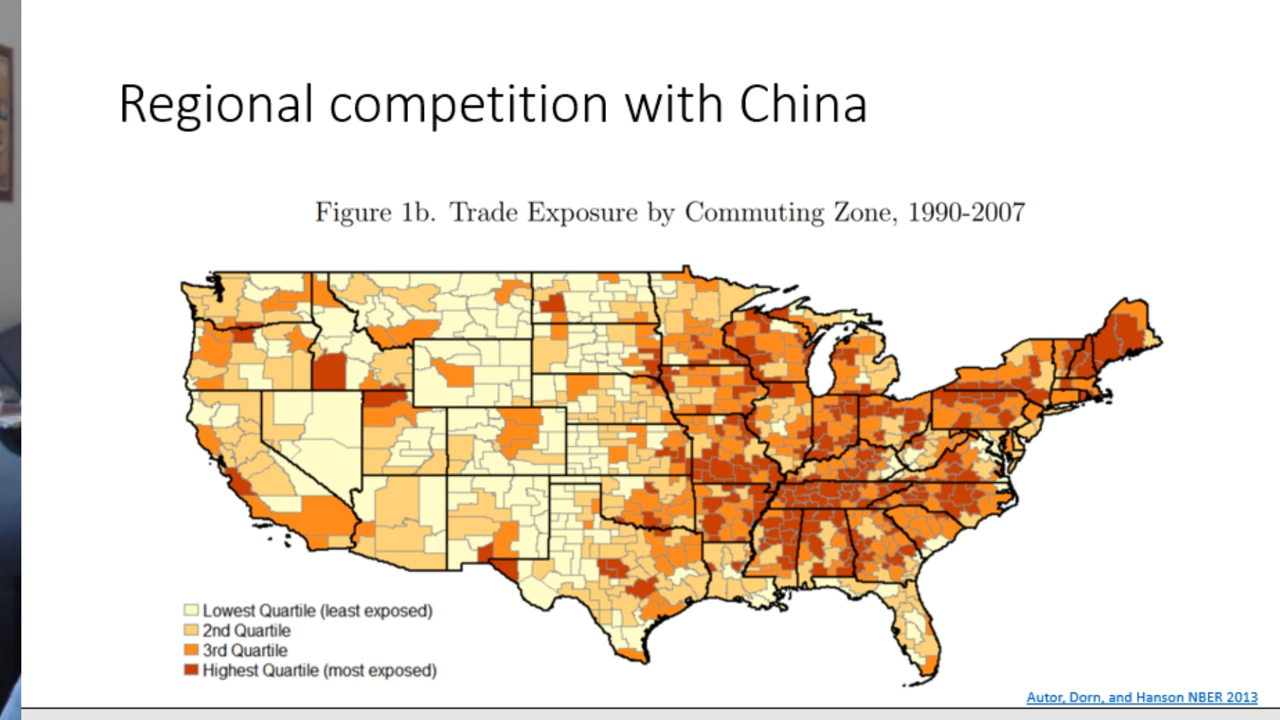 Regional competition with China
Figure 1b. Trade Exposure by Commuting Zone, 1990-2007
Lowest Quartile (least exposed)
2nd Quartile
3rd Quartile
Highest Quartile (most exposed)
Autor, Dorn, and Hanson NBER 2013